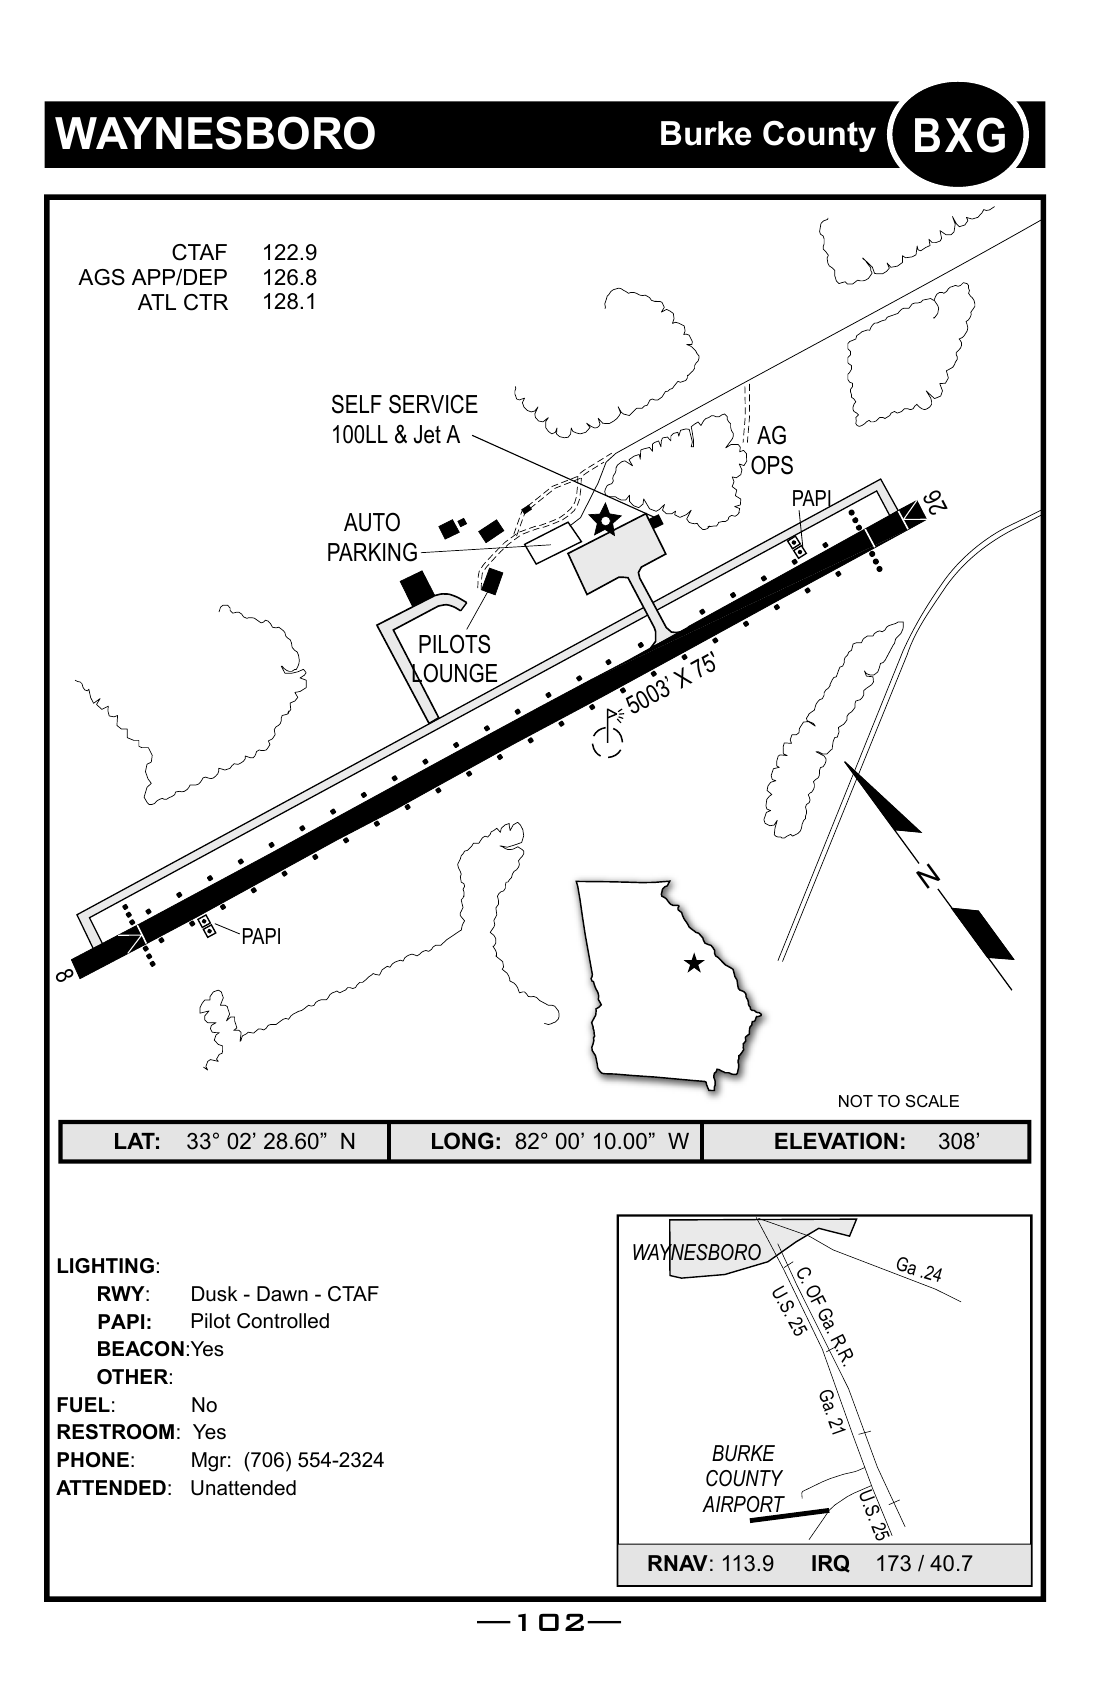 WAYNESBORO
Burke County
BXG
CTAF 122.9
AGS APP/DEP 126.8
ATL CTR 128.1
SELF SERVICE
100LL & Jet A
AG
OPS
PAPI
26
AUTO
PARKING
PILOTS
LOUNGE
5003' X 75'
PAPI
8
N
NOT TO SCALE
LAT: 33° 02’ 28.60” N LONG: 82° 00’ 10.00” W ELEVATION: 308’
LIGHTING:
RWY: Dusk - Dawn - CTAF
PAPI: Pilot Controlled
BEACON:Yes
OTHER:
FUEL: No
RESTROOM: Yes
PHONE: Mgr: (706) 554-2324
ATTENDED: Unattended
WAYNESBORO
Ga .24
C. OF Ga. R.R.
U.S. 25
Ga. 21
BURKE
COUNTY
AIRPORT
U.S. 25
RNAV: 113.9 IRQ 173 / 40.7
102